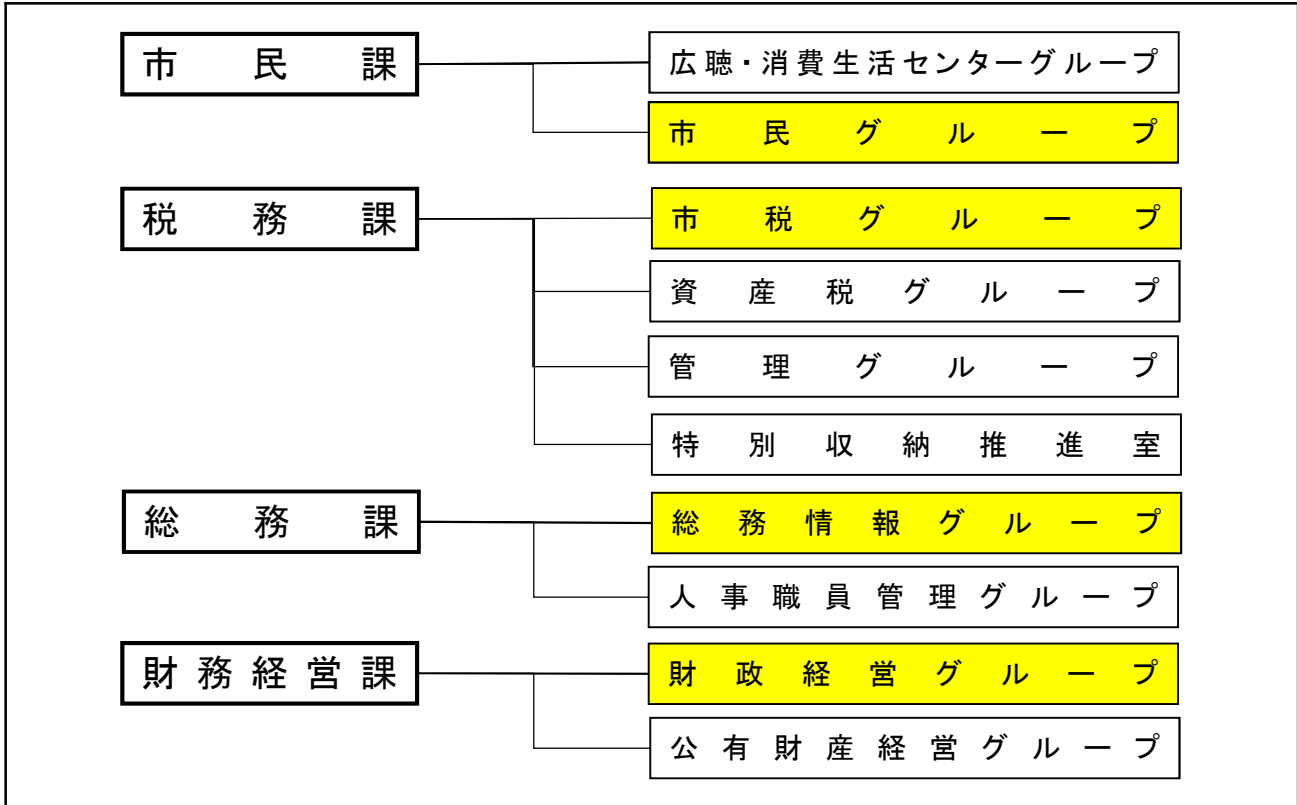 市民課
広聴・消費生活センターグループ
市民グループ
税務課
市税グループ
資産税グループ
管理グループ
特別収納推進室
総務課
総務情報グループ
人事職員管理グループ
財務経営課
財政経営グループ
公有財産経営グループ